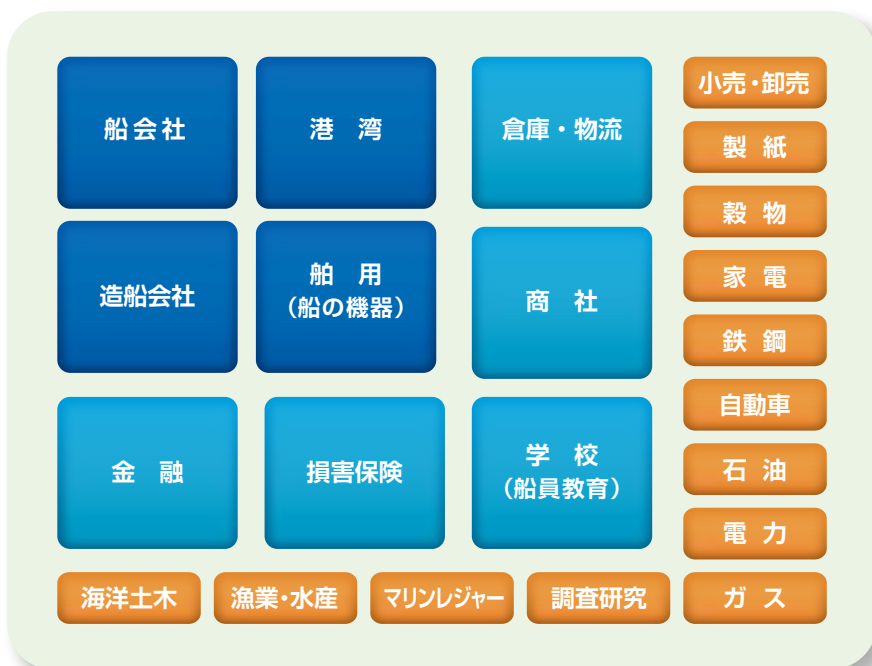 船会社
港 湾
倉庫・物流
造船会社
舶 用
(船の機器)
商 社
金 融
損害保険
学 校
(船員教育)
小売・卸売
製 紙
穀 物
家 電
鉄 鋼
自動車
石 油
電 力
海洋土木
漁業・水産
マリンレジャー
調査研究
ガ ス